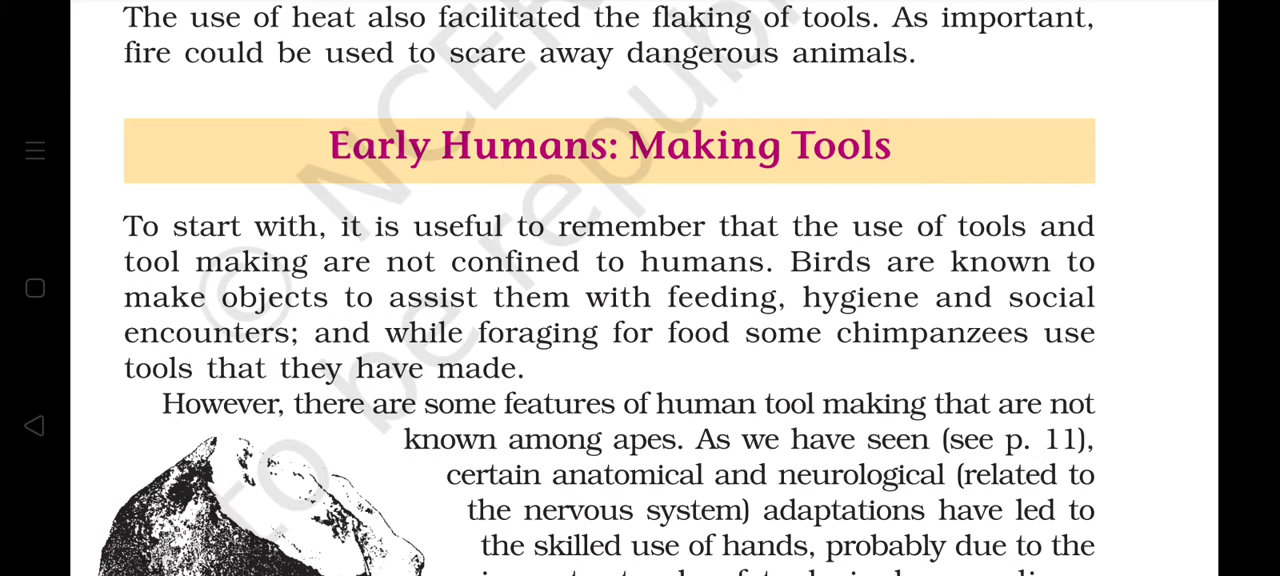 The use of heat also facilitated the flaking of tools. As important,
fire could be used to scare away dangerous animals.
Early Humans: Making Tools
To start with, it is useful to remember that the use of tools and
tool making are not confined to humans. Birds are known to
make objects to assist them with feeding, hygiene and social
encounters; and while foraging for food some chimpanzees use
tools that they have made.
However, there are some features of human tool making that are not
known among apes. As we have seen (see p. 11),
certain anatomical and neurological (related to
the nervous system) adaptations have led to
the skilled use of hands, probably due to the
© NCER
to be republi